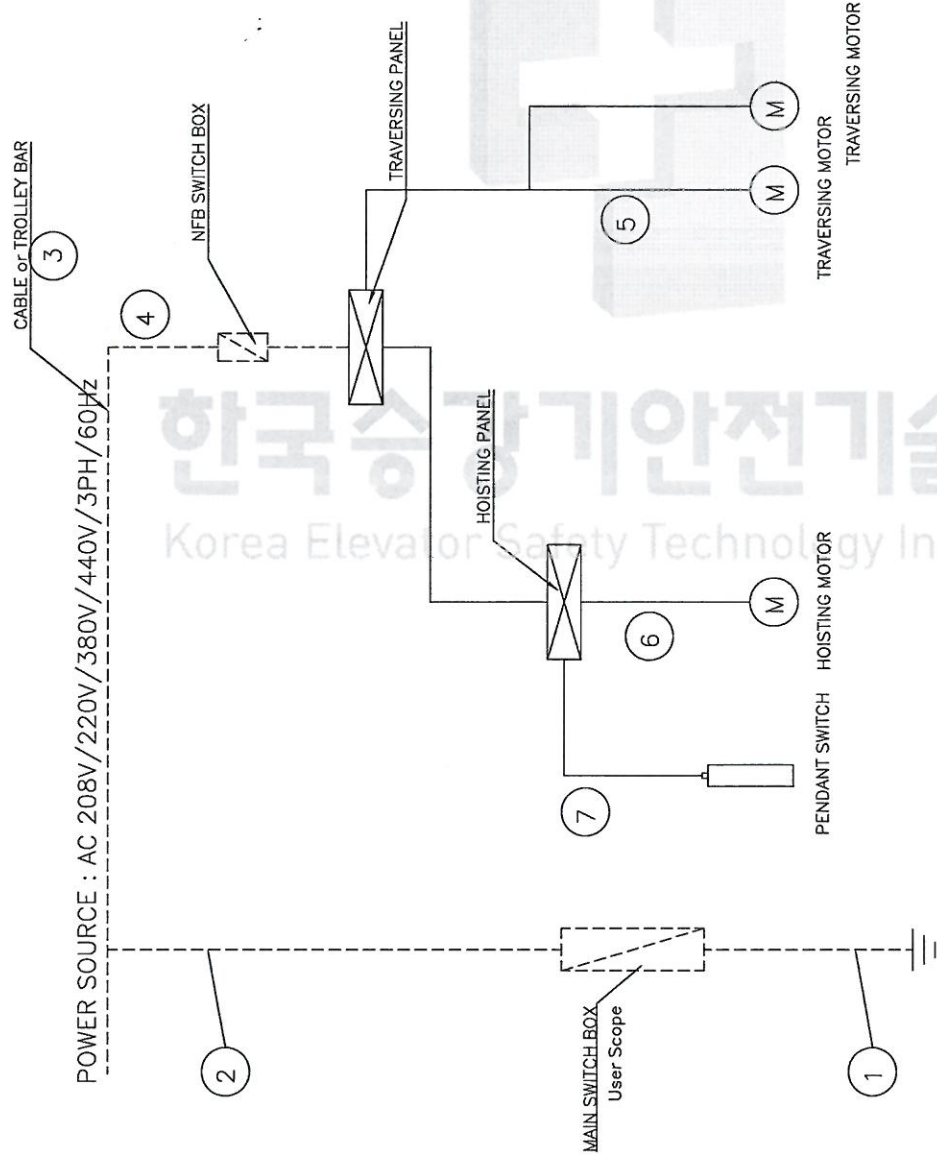 CABLE or TROLLEY BAR
3
POWER SOURCE : AC 208V/220V/380V/440V/3PH/60Hz
4
NFB SWITCH BOX
TRAVERSING PANEL
한국승강기안전기술
Korea Elevator Safety Technology In
HOISTING PANEL
5
M
M
TRAVERSING MOTOR
TRAVERSING MOTOR
6
M
HOISTING MOTOR
7
PENDANT SWITCH
2
MAIN SWITCH BOX
User Scope
1